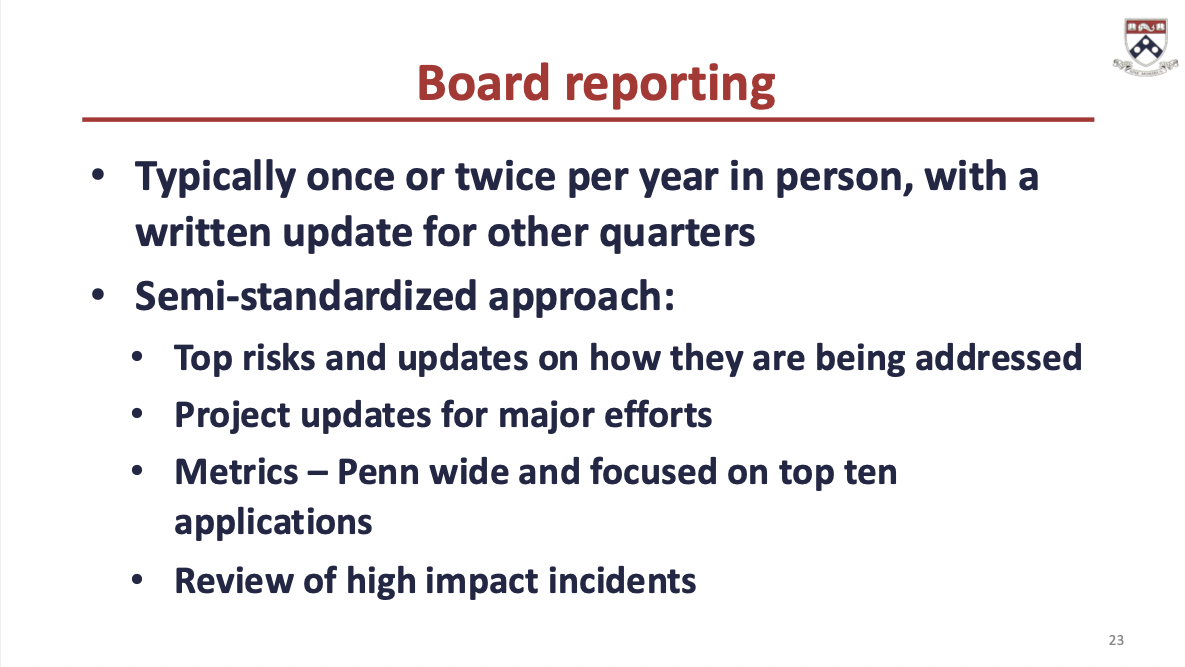 Board reporting
• Typically once or twice per year in person, with a
written update for other quarters
• Semi-standardized approach:
• Top risks and updates on how they are being addressed
• Project updates for major efforts
• Metrics – Penn wide and focused on top ten
applications
• Review of high impact incidents
23